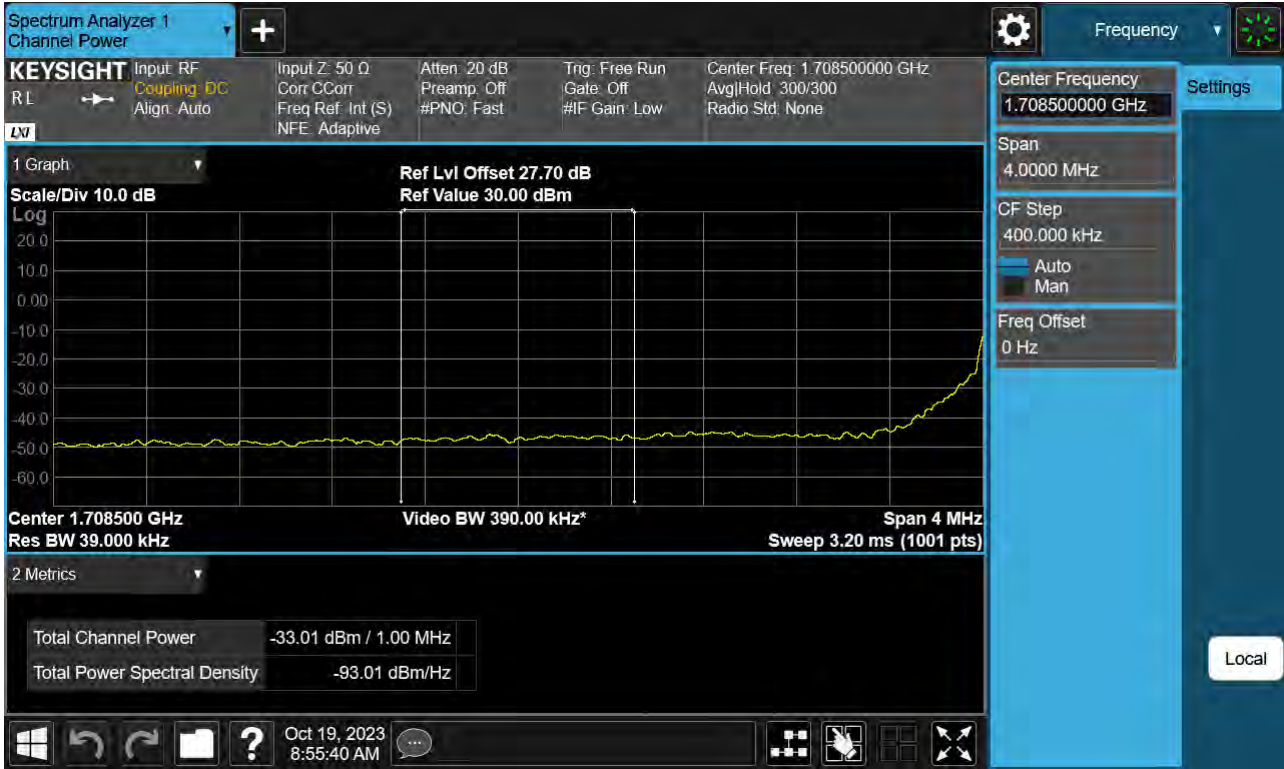 Spectrum Analyzer 1
Channel Power
Frequency
KEYSIGHT
RL
LXI
Input: RF
Coupling: DC
Align: Auto
Input Z: 50 Ω
Corr CCorr
Freq Ref: Int (S)
NFE: Adaptive
Atten: 20 dB
Preamp: Off
#PNO: Fast
Trig: Free Run
Gate: Off
#IF Gain: Low
Center Freq: 1.708500000 GHz
Avg|Hold: 300/300
Radio Std: None
Center Frequency
1.708500000 GHz
Settings
Span
4.0000 MHz
CF Step
400.000 kHz
Auto
Man
Freq Offset
0 Hz
Local
1 Graph
Scale/Div 10.0 dB
Ref Lvl Offset 27.70 dB
Ref Value 30.00 dBm
Log
20.0
10.0
0.00
-10.0
-20.0
-30.0
-40.0
-50.0
-60.0
Center 1.708500 GHz
Video BW 390.00 kHz*
Span 4 MHz
Res BW 39.000 kHz
Sweep 3.20 ms (1001 pts)
2 Metrics
Total Channel Power -33.01 dBm / 1.00 MHz
Total Power Spectral Density -93.01 dBm/Hz
?
Oct 19, 2023
8:55:40 AM